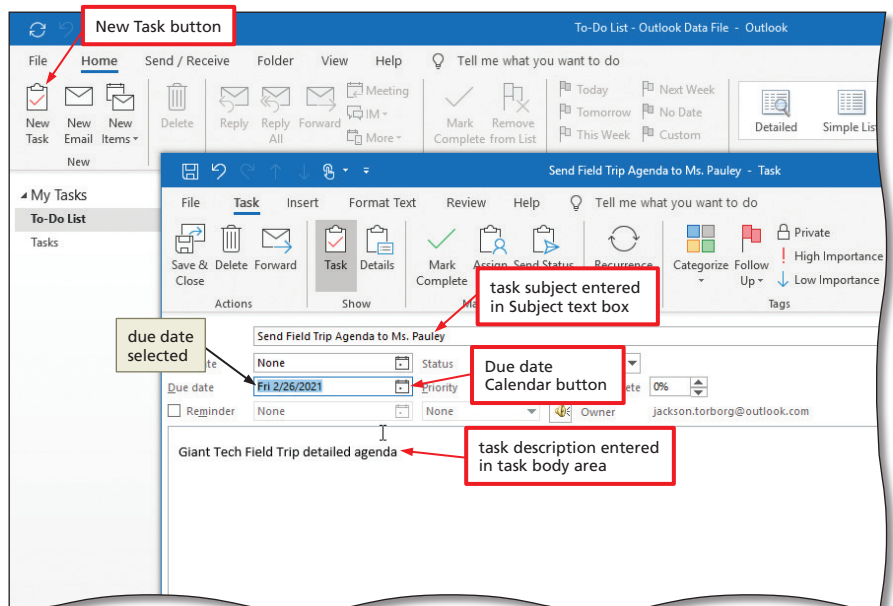 New Task button
To-Do List - Outlook Data File - Outlook
File Home Send / Receive Folder View Help Tell me what you want to do
New Task
New Email
New Items
Delete
Reply
Reply All
Forward
Meeting
IM
More
Mark Complete
Remove from List
Today
Tomorrow
This Week
Next Week
No Date
Custom
Detailed
Simple Lis
New
Send Field Trip Agenda to Ms. Pauley - Task
My Tasks
To-Do List
Tasks
File Task Insert Format Text Review Help Tell me what you want to do
Save & Close
Delete
Forward
Task
Details
Mark Complete
Assign
Send Status
Recurrence
Categorize
Follow Up
Private
High Importance
Low Importance
Actions
Show
Ma
Tags
task subject entered
in Subject text box
due date
selected
Send Field Trip Agenda to Ms. Pauley
te None Status
Due date
Calendar button
Due date Fri 2/26/2021 Priority ete 0%
Reminder None None Owner jackson.torborg@outlook.com
Giant Tech Field Trip detailed agenda
task description entered
in task body area